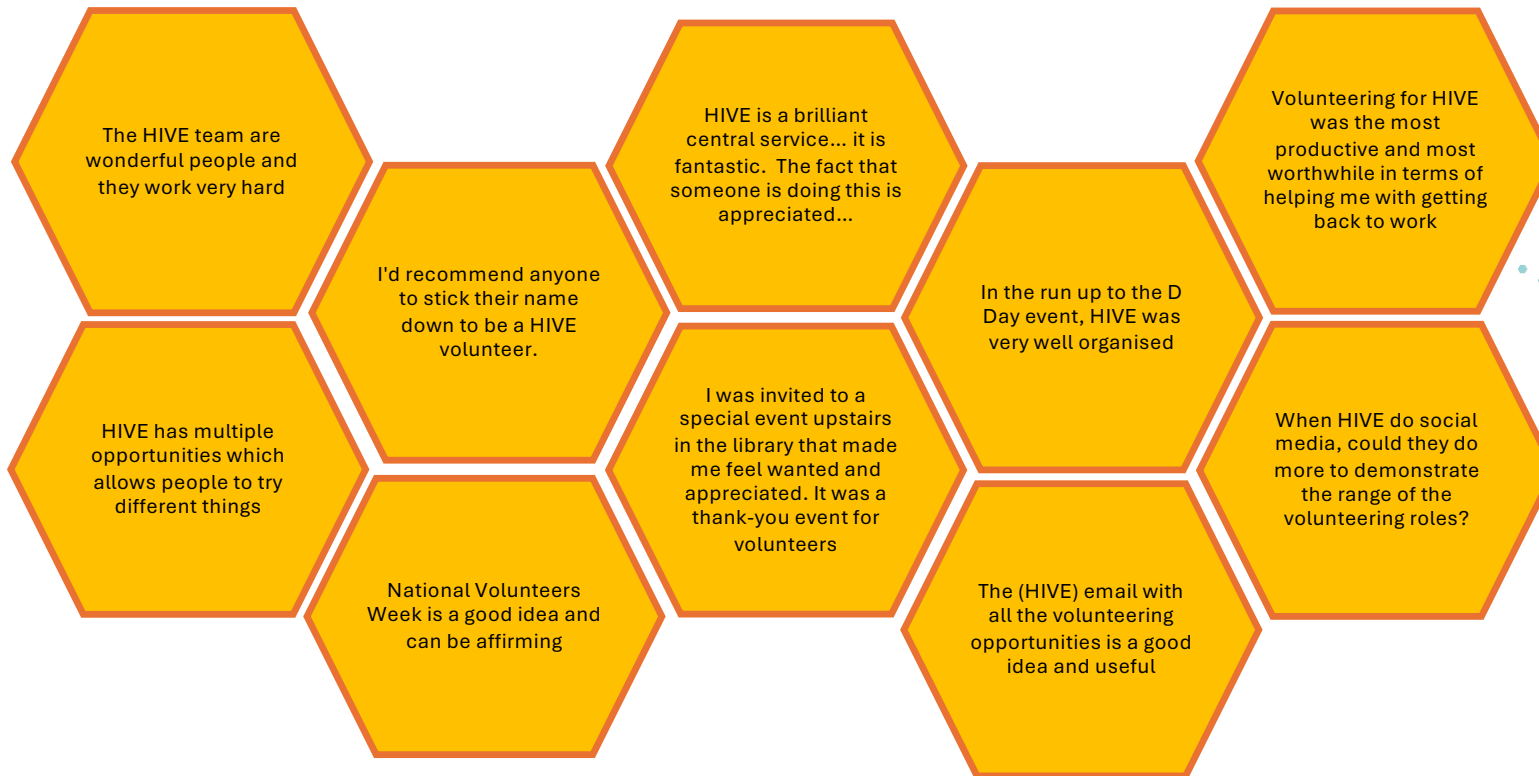 The HIVE team are
wonderful people and
they work very hard
HIVE has multiple
opportunities which
allows people to try
different things
I'd recommend anyone
to stick their name
down to be a HIVE
volunteer.
National Volunteers
Week is a good idea and
can be affirming
HIVE is a brilliant
central service... it is
fantastic.  The fact that
someone is doing this is
appreciated...
I was invited to a
special event upstairs
in the library that made
me feel wanted and
appreciated. It was a
thank-you event for
volunteers
In the run up to the D
Day event, HIVE was
very well organised
The (HIVE) email with
all the volunteering
opportunities is a good
idea and useful
Volunteering for HIVE
was the most
productive and most
worthwhile in terms of
helping me with getting
back to work
When HIVE do social
media, could they do
more to demonstrate
the range of the
volunteering roles?